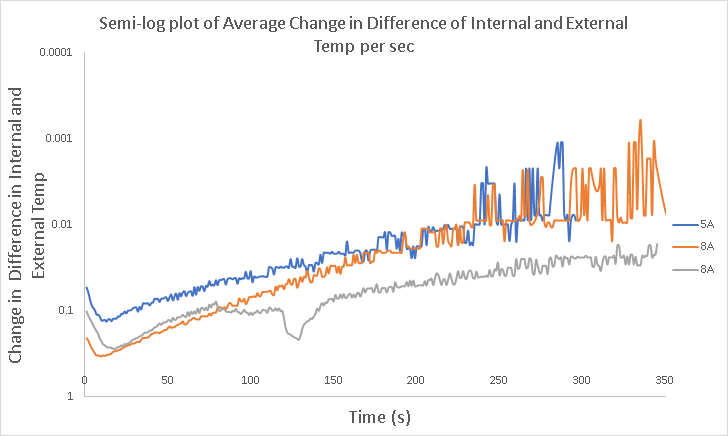 Semi-log plot of Average Change in Difference of Internal and External
Temp per sec
0.0001
0.001
0.01
0.1
1
Change in  Difference in Internal and
External Temp
0
50
100
150
200
250
300
350
Time (s)
5A
8A
8A